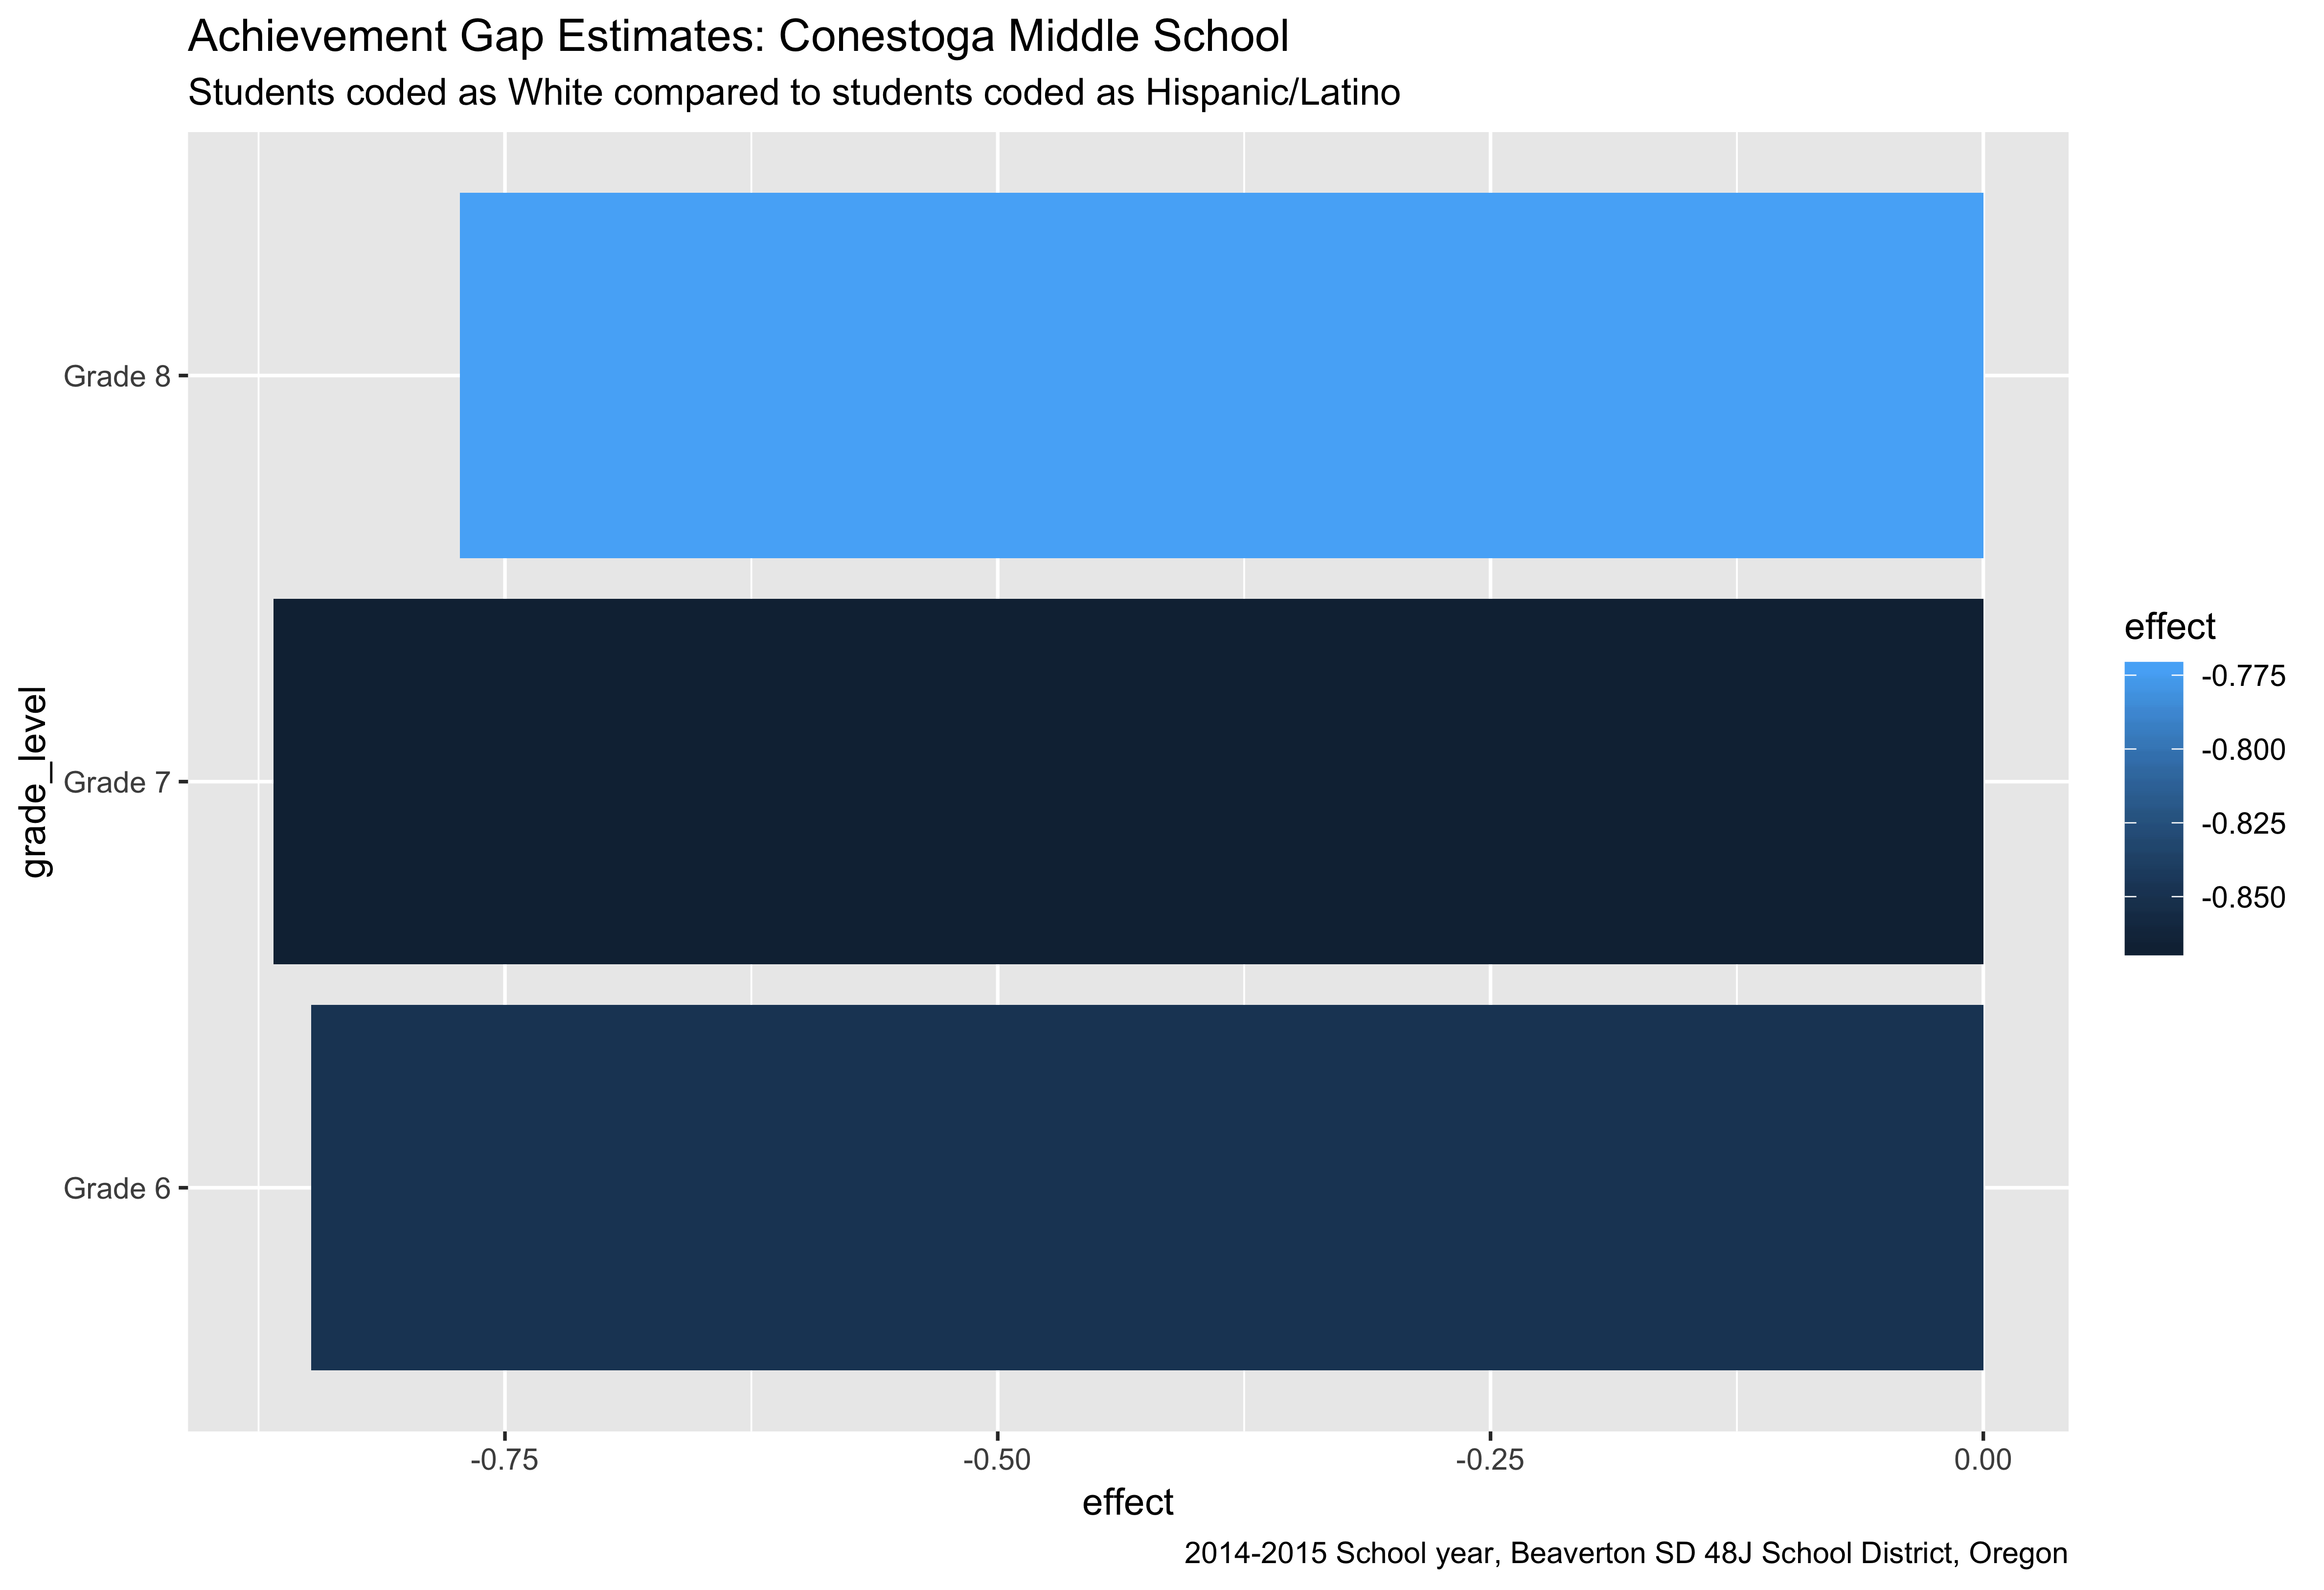 Achievement Gap Estimates: Conestoga Middle School
Students coded as White compared to students coded as Hispanic/Latino
grade_level
Grade 8
Grade 7
Grade 6
-0.75
-0.50
-0.25
0.00
effect
effect
-0.775
-0.800
-0.825
-0.850
2014-2015 School year, Beaverton SD 48J School District, Oregon